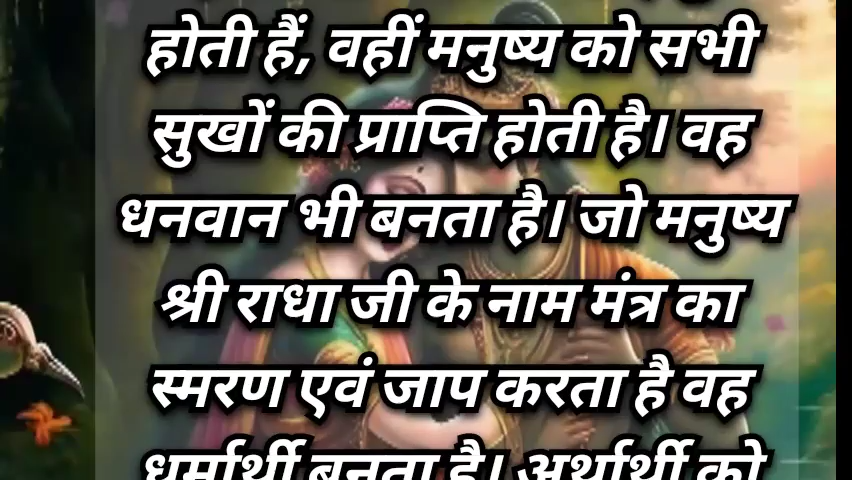 होती हैं, वहीं मनुष्य को सभी
सुखों की प्राप्ति होती है। वह
धनवान भी बनता है। जो मनुष्य
श्री राधा जी के नाम मंत्र का
स्मरण एवं जाप करता है वह
धर्मार्थी बनता है। अर्थार्थी को